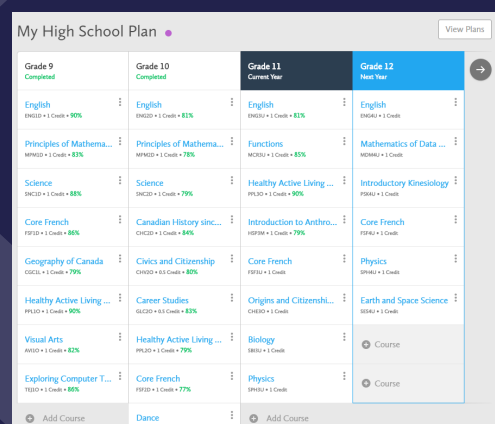 My High School Plan
View Plans
Grade 9
Completed
Grade 10
Completed
Grade 11
Current Year
Grade 12
Next Year
English
ENG1D • 1 Credit • 90%
English
ENG2D • 1 Credit • 81%
English
ENG3U • 1 Credit • 81%
English
ENG4U • 1 Credit
Principles of Mathema...
MPM1D • 1 Credit • 83%
Principles of Mathema...
MPM2D • 1 Credit • 78%
Functions
MCR3U • 1 Credit • 85%
Mathematics of Data ...
MDM4U • 1 Credit
Science
SNC1D • 1 Credit • 88%
Science
SNC2D • 1 Credit • 79%
Healthy Active Living ...
PPL3O • 1 Credit • 90%
Introductory Kinesiology
PSK4U • 1 Credit
Core French
FSF1D • 1 Credit • 86%
Canadian History sinc...
CHC2D • 1 Credit • 84%
Introduction to Anthro...
HSP3M • 1 Credit • 79%
Core French
FSF4U • 1 Credit
Geography of Canada
CGC1L • 1 Credit • 79%
Civics and Citizenship
CHV2O • 0.5 Credit • 80%
Core French
FSF3U • 1 Credit
Physics
SPH4U • 1 Credit
Healthy Active Living ...
PPL1O • 1 Credit • 90%
Career Studies
GLC2O • 0.5 Credit • 83%
Origins and Citizenshi...
CHE3O • 1 Credit
Earth and Space Science
SES4U • 1 Credit
Visual Arts
AVI1O • 1 Credit • 82%
Healthy Active Living ...
PPL2O • 1 Credit • 79%
Biology
SBI3U • 1 Credit
Course
Exploring Computer T...
TEJ1O • 1 Credit • 86%
Core French
FSF2D • 1 Credit • 77%
Physics
SPH3U • 1 Credit
Course
Add Course
Dance
Add Course